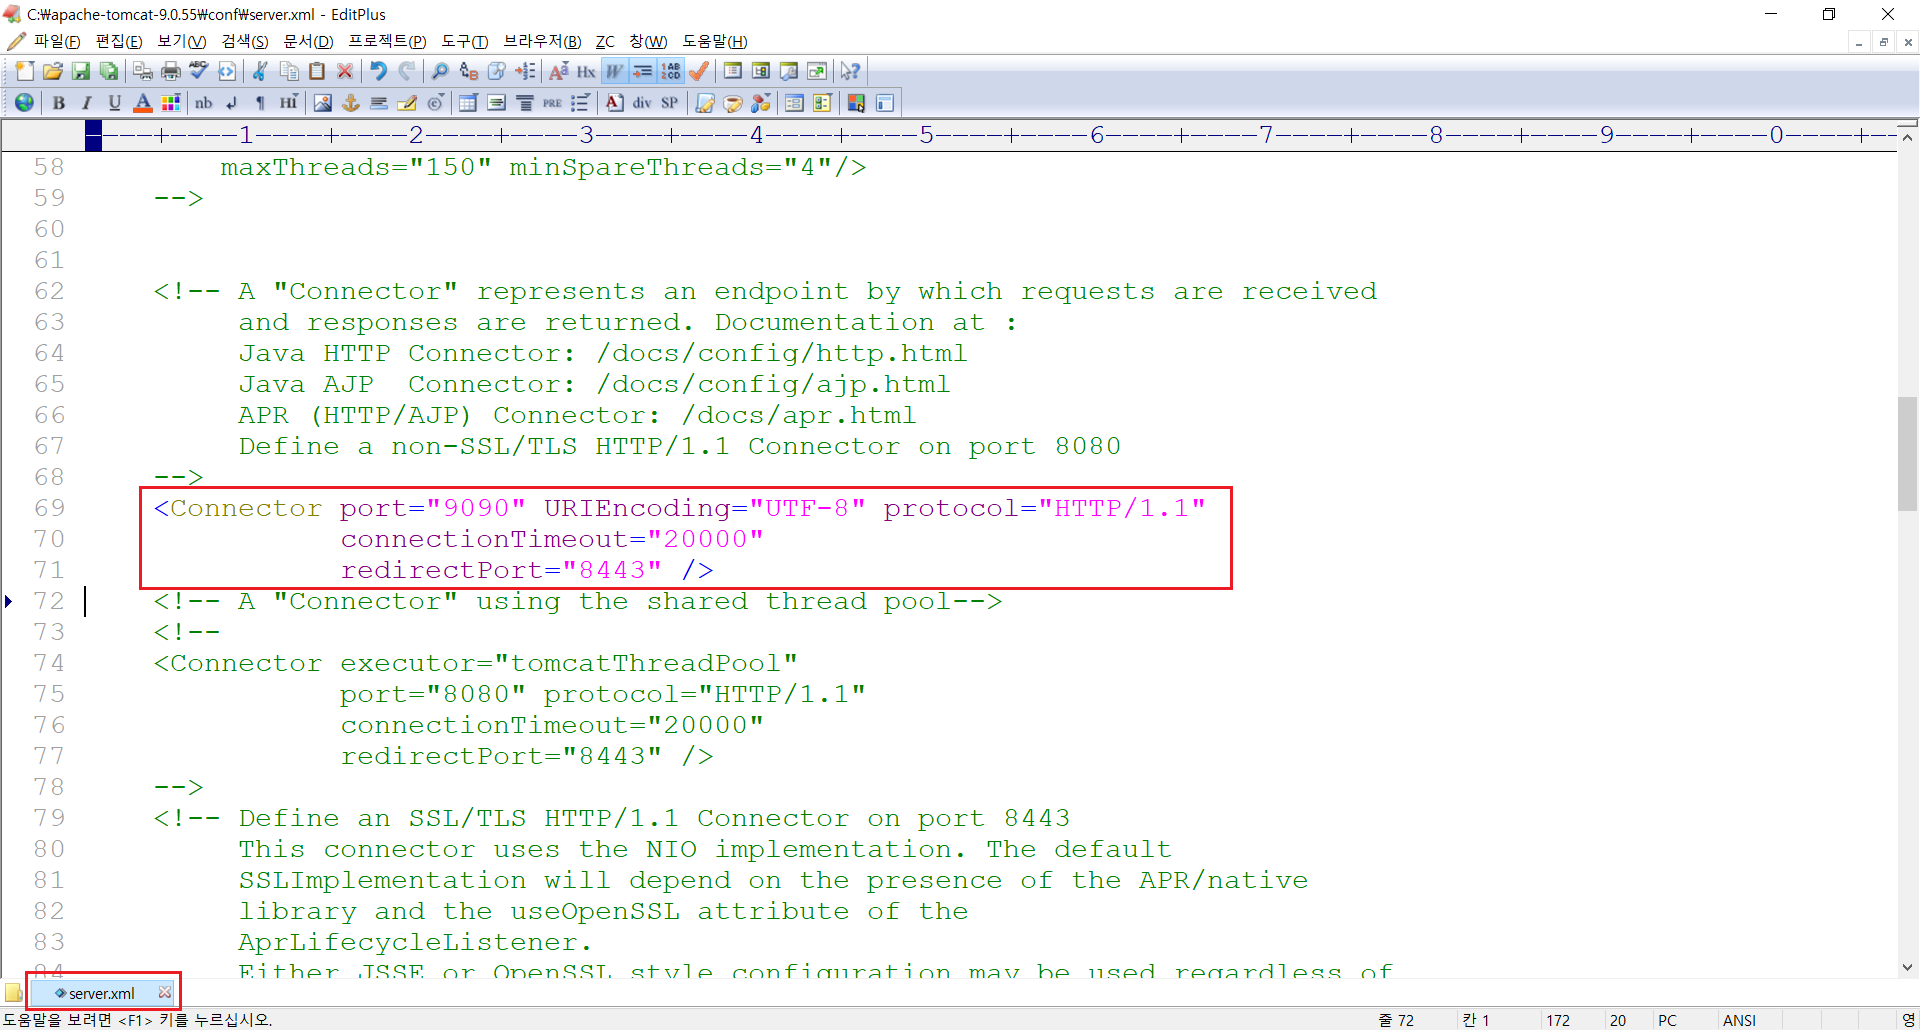 C:₩apache-tomcat-9.0.55₩conf₩server.xml - EditPlus
파일(F) 편집(E) 보기(V) 검색(S) 문서(D) 프로젝트(P) 도구(T) 브라우저(B) ZC 창(W) 도움말(H)
B I U A nb ¶ HI PRE A div SP
----+----1----+----2----+----3----+----4----+----5----+----6----+----7----+----8----+----9----+----0----+--
58 maxThreads="150" minSpareThreads="4"/>
59 -->
60
61
62 <!-- A "Connector" represents an endpoint by which requests are received
63 and responses are returned. Documentation at :
64 Java HTTP Connector: /docs/config/http.html
65 Java AJP  Connector: /docs/config/ajp.html
66 APR (HTTP/AJP) Connector: /docs/apr.html
67 Define a non-SSL/TLS HTTP/1.1 Connector on port 8080
68 -->
69 <Connector port="9090" URIEncoding="UTF-8" protocol="HTTP/1.1"
70 connectionTimeout="20000"
71 redirectPort="8443" />
72 <!-- A "Connector" using the shared thread pool-->
73 <!--
74 <Connector executor="tomcatThreadPool"
75 port="8080" protocol="HTTP/1.1"
76 connectionTimeout="20000"
77 redirectPort="8443" />
78 -->
79 <!-- Define an SSL/TLS HTTP/1.1 Connector on port 8443
80 This connector uses the NIO implementation. The default
81 SSLImplementation will depend on the presence of the APR/native
82 library and the useOpenSSL attribute of the
83 AprLifecycleListener.
84 Either JSSE or OpenSSL style configuration may be used regardless of
server.xml
도움말을 보려면 <F1> 키를 누르십시오. 줄 72 칸 1 172 20 PC ANSI 영